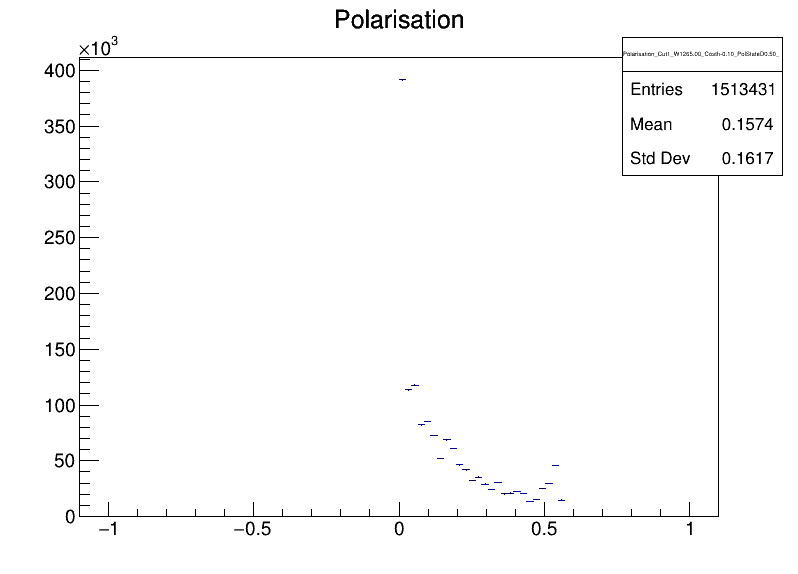 Polarisation
×10³
Polarisation_Cut1_W1265.00_Costh-0.10_PolStateD0.50_
Entries 1513431
Mean 0.1574
Std Dev 0.1617
400
350
300
250
200
150
100
50
0
−1 −0.5 0 0.5 1